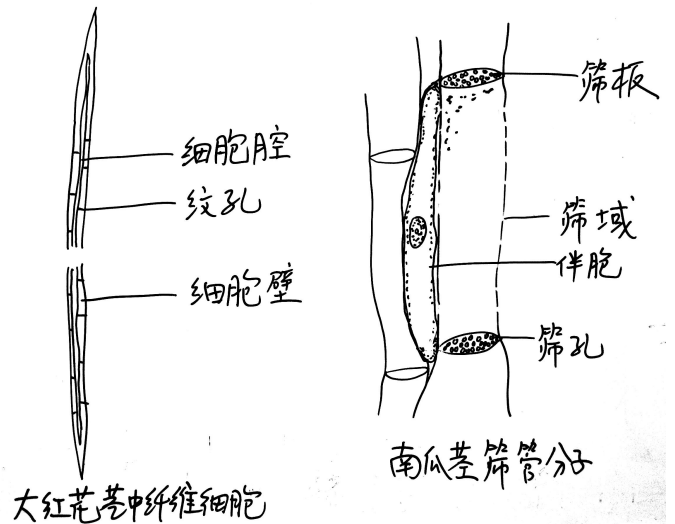 细胞腔
纹孔
细胞壁
大红花茎中纤维细胞
筛板
筛域
伴胞
筛孔
南瓜茎筛管分子